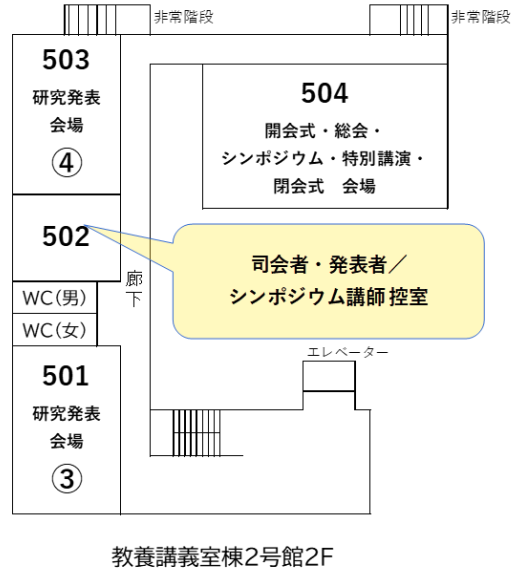 非常階段
非常階段
503
研究発表
会場
④
504
開会式・総会・
シンポジウム・特別講演・
閉会式　会場
502
司会者・発表者／
シンポジウム講師 控室
廊下
WC(男)
WC(女)
エレベーター
501
研究発表
会場
③
教養講義室棟2号館2F